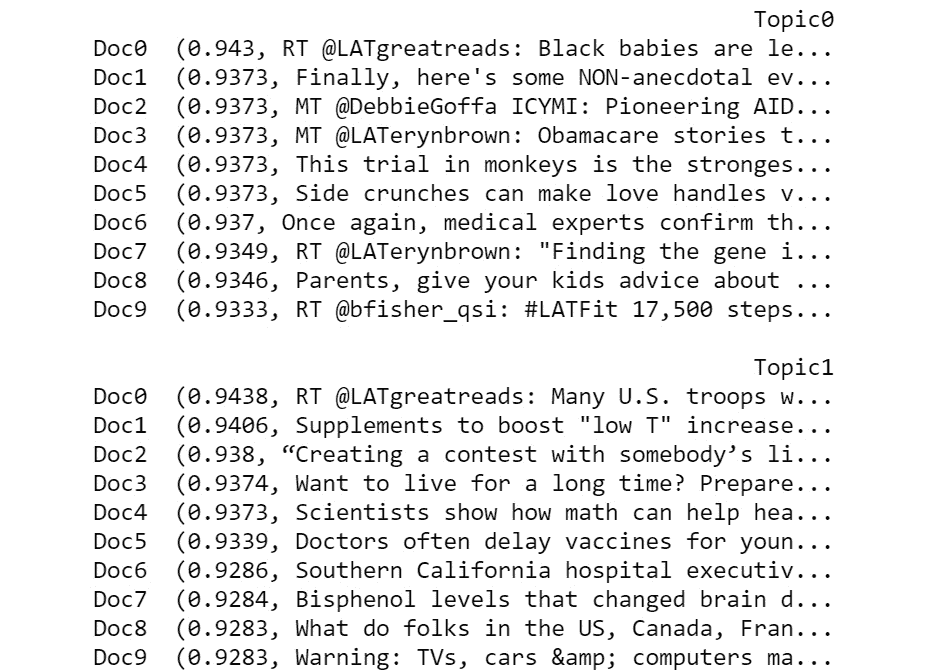 Topic0
Doc0 (0.943, RT @LATgreatreads: Black babies are le...
Doc1 (0.9373, Finally, here's some NON-anecdotal ev...
Doc2 (0.9373, MT @DebbieGoffa ICYMI: Pioneering AID...
Doc3 (0.9373, MT @LATerynbrown: Obamacare stories t...
Doc4 (0.9373, This trial in monkeys is the stronges...
Doc5 (0.9373, Side crunches can make love handles v...
Doc6 (0.937, Once again, medical experts confirm th...
Doc7 (0.9349, RT @LATerynbrown: "Finding the gene i...
Doc8 (0.9346, Parents, give your kids advice about ...
Doc9 (0.9333, RT @bfisher_qsi: #LATFit 17,500 steps...
Topic1
Doc0 (0.9438, RT @LATgreatreads: Many U.S. troops w...
Doc1 (0.9406, Supplements to boost "low T" increase...
Doc2 (0.938, “Creating a contest with somebody’s li...
Doc3 (0.9374, Want to live for a long time? Prepare...
Doc4 (0.9373, Scientists show how math can help hea...
Doc5 (0.9339, Doctors often delay vaccines for youn...
Doc6 (0.9286, Southern California hospital executiv...
Doc7 (0.9284, Bisphenol levels that changed brain d...
Doc8 (0.9283, What do folks in the US, Canada, Fran...
Doc9 (0.9283, Warning: TVs, cars &amp; computers ma...